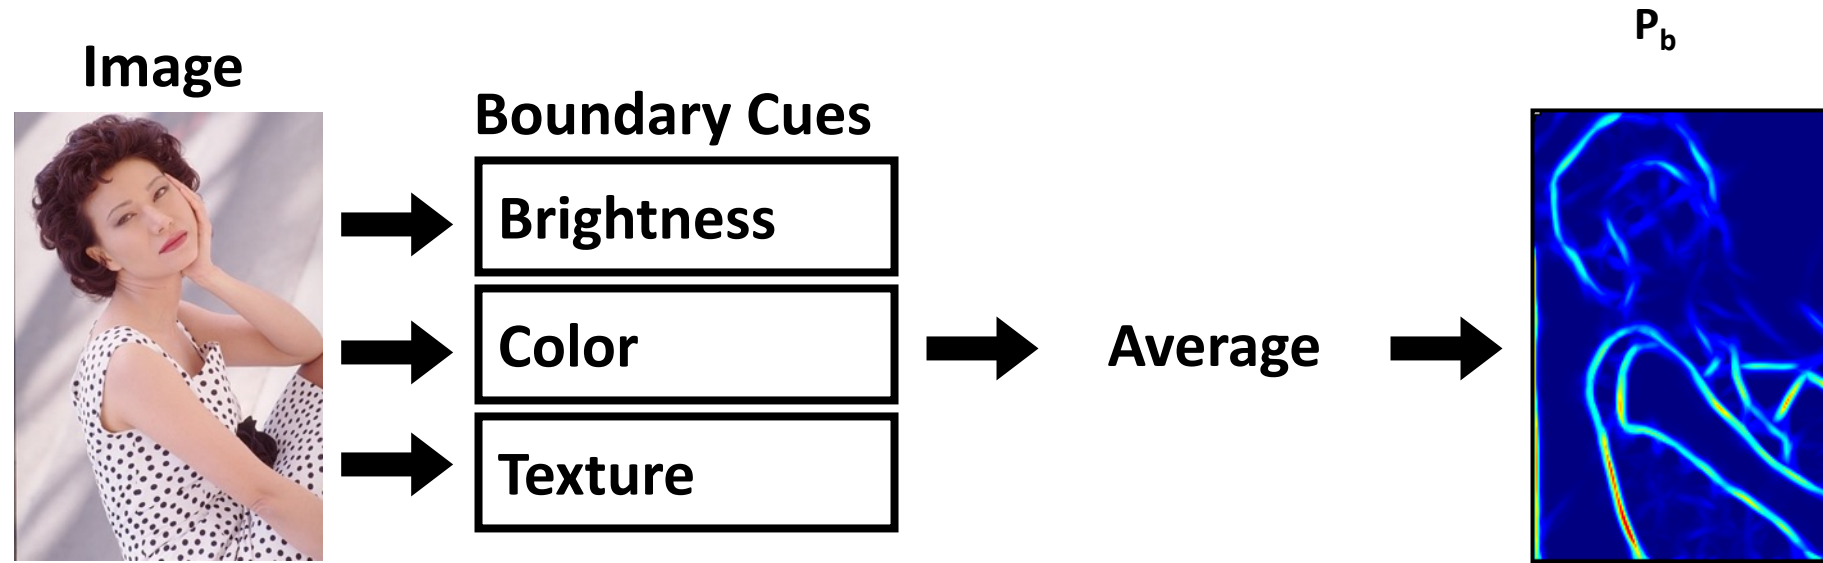 Image
Boundary Cues
Brightness
Color
Texture
Average
Pb